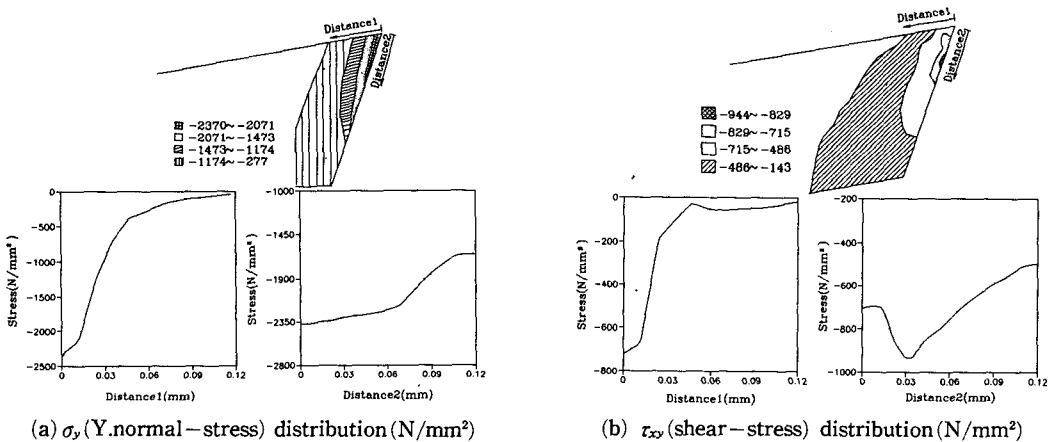 Distance1
Distance2
-2370~-2071
-2071~-1473
-1473~-1174
-1174~-277
0
-500
-1000
-1500
-2000
-2500
Stress(N/mm²)
0 0.03 0.06 0.09 0.12
Distance1(mm)
-1000
-1450
-1900
-2350
-2800
Stress(N/mm²)
0 0.03 0.06 0.09 0.12
Distance2(mm)
(a) σy (Y.normal-stress) distribution (N/mm²)
Distance1
Distance2
-944~-829
-829~-715
-715~-486
-486~-143
0
-200
-400
-600
-800
Stress(N/mm²)
0 0.03 0.06 0.09 0.12
Distance1(mm)
-200
-400
-600
-800
-1000
Stress(N/mm²)
0 0.03 0.06 0.09 0.12
Distance2(mm)
(b) τxy (shear-stress) distribution (N/mm²)